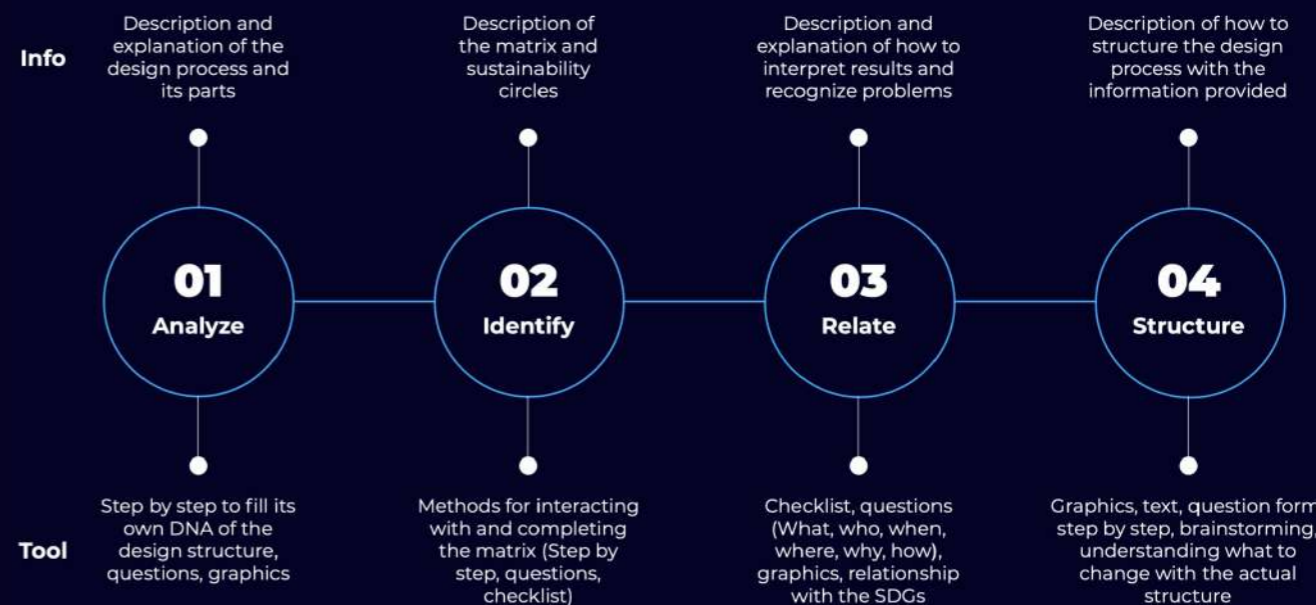 Info
Description and
explanation of the
design process and
its parts
Description of
the matrix and
sustainability
circles
Description and
explanation of how to
interpret results and
recognize problems
Description of how to
structure the design
process with the
information provided
01
Analyze
02
Identify
03
Relate
04
Structure
Tool
Step by step to fill its
own DNA of the
design structure,
questions, graphics
Methods for interacting
with and completing
the matrix (Step by
step, questions,
checklist)
Checklist, questions
(What, who, when,
where, why, how),
graphics, relationship
with the SDGs
Graphics, text, question form,
step by step, brainstorming,
understanding what to
change with the actual
structure